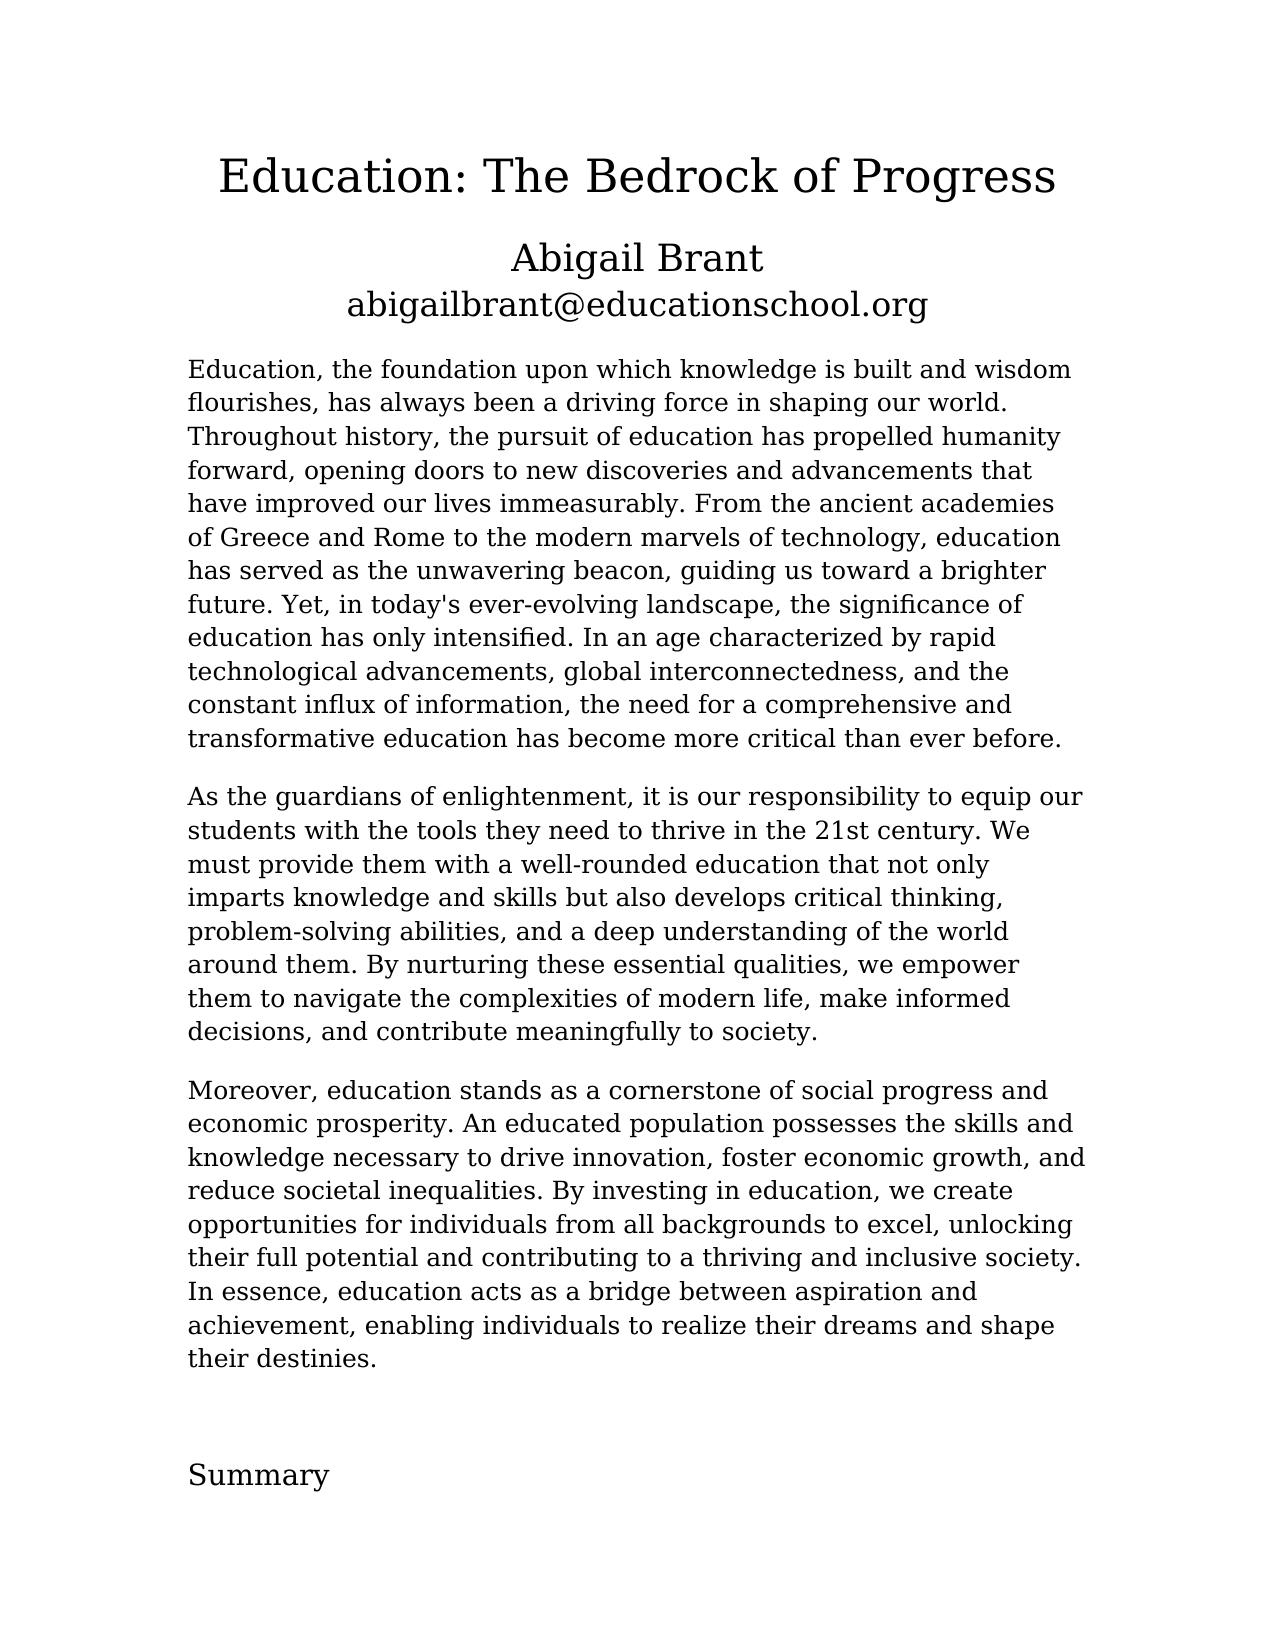 Education: The Bedrock of Progress
Abigail Brant
abigailbrant@educationschool.org
Education, the foundation upon which knowledge is built and wisdom
flourishes, has always been a driving force in shaping our world.
Throughout history, the pursuit of education has propelled humanity
forward, opening doors to new discoveries and advancements that
have improved our lives immeasurably. From the ancient academies
of Greece and Rome to the modern marvels of technology, education
has served as the unwavering beacon, guiding us toward a brighter
future. Yet, in today's ever-evolving landscape, the significance of
education has only intensified. In an age characterized by rapid
technological advancements, global interconnectedness, and the
constant influx of information, the need for a comprehensive and
transformative education has become more critical than ever before.
As the guardians of enlightenment, it is our responsibility to equip our
students with the tools they need to thrive in the 21st century. We
must provide them with a well-rounded education that not only
imparts knowledge and skills but also develops critical thinking,
problem-solving abilities, and a deep understanding of the world
around them. By nurturing these essential qualities, we empower
them to navigate the complexities of modern life, make informed
decisions, and contribute meaningfully to society.
Moreover, education stands as a cornerstone of social progress and
economic prosperity. An educated population possesses the skills and
knowledge necessary to drive innovation, foster economic growth, and
reduce societal inequalities. By investing in education, we create
opportunities for individuals from all backgrounds to excel, unlocking
their full potential and contributing to a thriving and inclusive society.
In essence, education acts as a bridge between aspiration and
achievement, enabling individuals to realize their dreams and shape
their destinies.
Summary